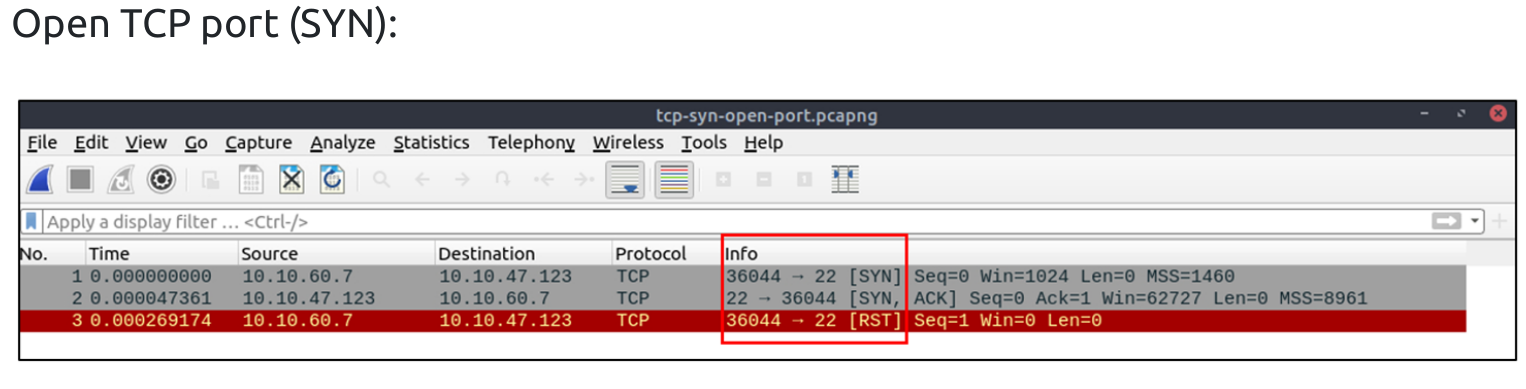 Open TCP port (SYN):
tcp-syn-open-port.pcapng
File Edit View Go Capture Analyze Statistics Telephony Wireless Tools Help
Apply a display filter ... <Ctrl-/>
No. Time Source Destination Protocol Info
1 0.000000000 10.10.60.7 10.10.47.123 TCP 36044 → 22 [SYN] Seq=0 Win=1024 Len=0 MSS=1460
2 0.000047361 10.10.47.123 10.10.60.7 TCP 22 → 36044 [SYN, ACK] Seq=0 Ack=1 Win=62727 Len=0 MSS=8961
3 0.000269174 10.10.60.7 10.10.47.123 TCP 36044 → 22 [RST] Seq=1 Win=0 Len=0